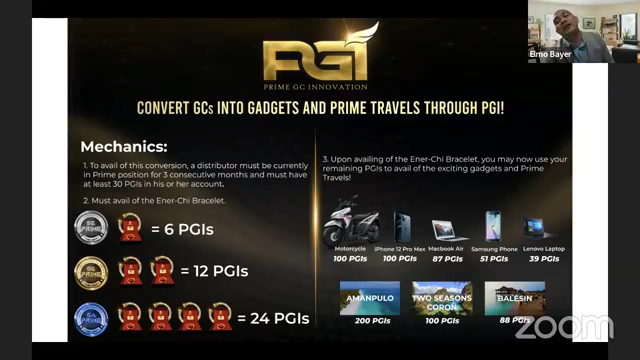 PGI
PRIME GC INNOVATION
CONVERT GCs INTO GADGETS AND PRIME TRAVELS THROUGH PGI!
Mechanics:
1. To avail of this conversion, a distributor must be currently
in Prime position for 3 consecutive months and must have
at least 30 PGIs in his or her account.
2. Must avail of the Ener-Chi Bracelet.
= 6 PGIs
= 12 PGIs
= 24 PGIs
3. Upon availing of the Ener-Chi Bracelet, you may now use your
remaining PGIs to avail of the exciting gadgets and Prime
Travels!
Motorcycle
100 PGIs
iPhone 12 Pro Max
100 PGIs
Macbook Air
87 PGIs
Samsung Phone
51 PGIs
Lenovo Laptop
39 PGIs
AMANPULO
200 PGIs
TWO SEASONS
CORON
100 PGIs
BALESIN
88 PGIs
Elmo Bayer
zoom